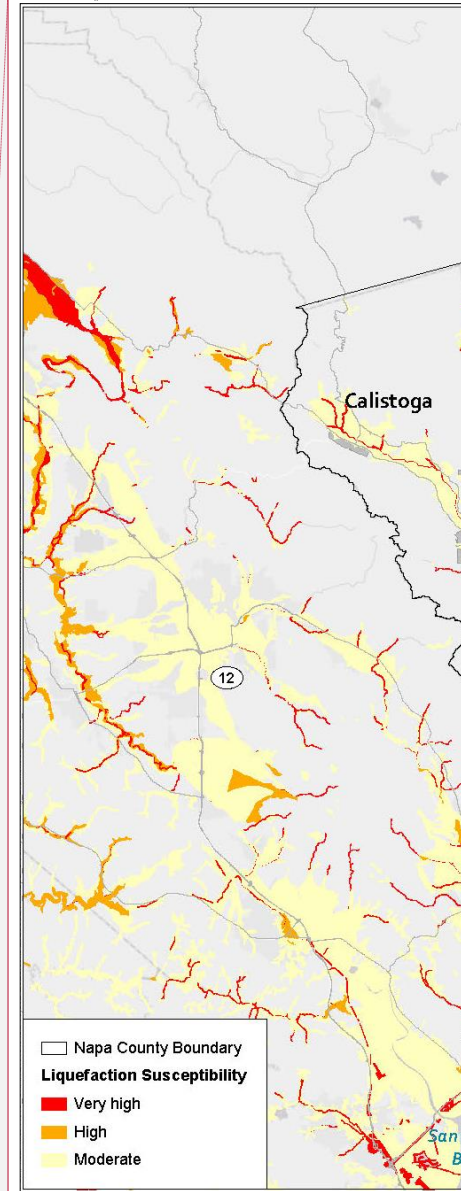 Calistoga
12
Napa County Boundary
Liquefaction Susceptibility
Very high
High
Moderate
San
B